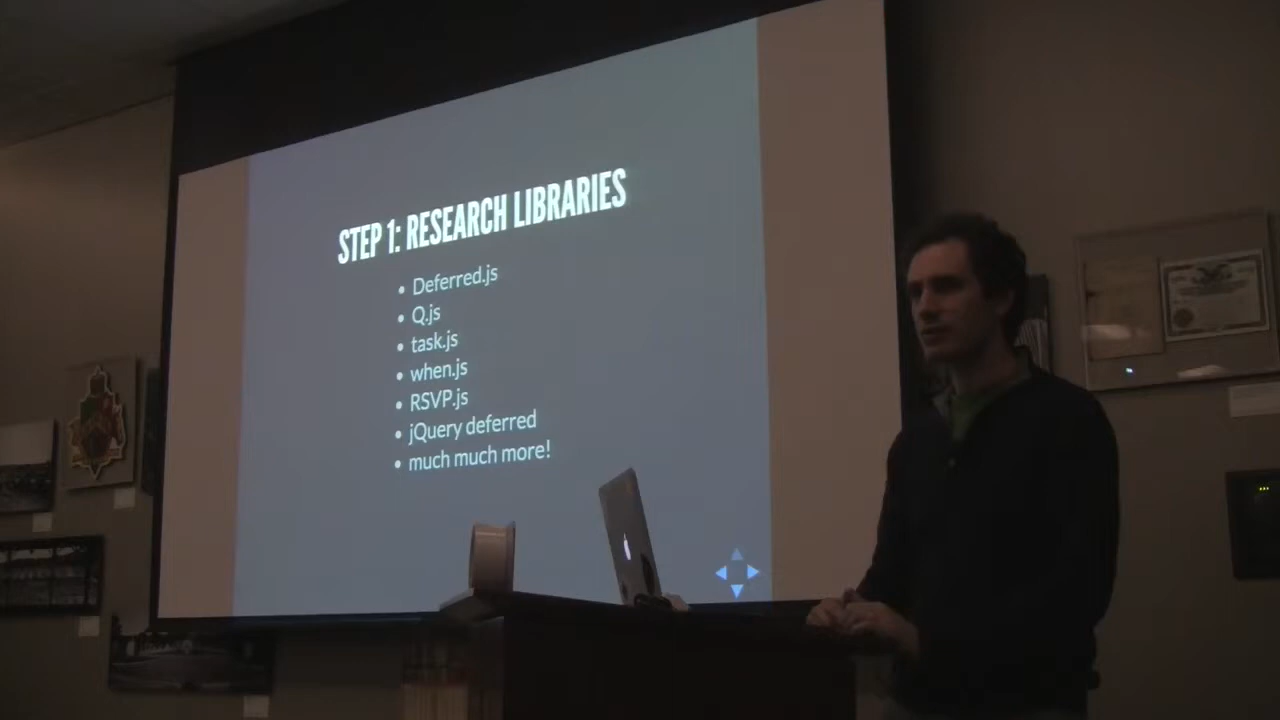 STEP 1: RESEARCH LIBRARIES
Deferred.js
Q.js
task.js
when.js
RSVP.js
jQuery deferred
much much more!